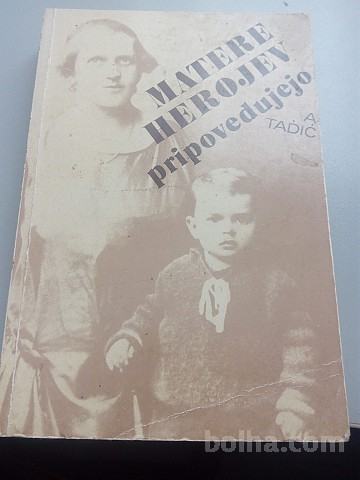 MATERE
HEROJEV
pripovedujejo
A.
TADIĆ
bolha.com